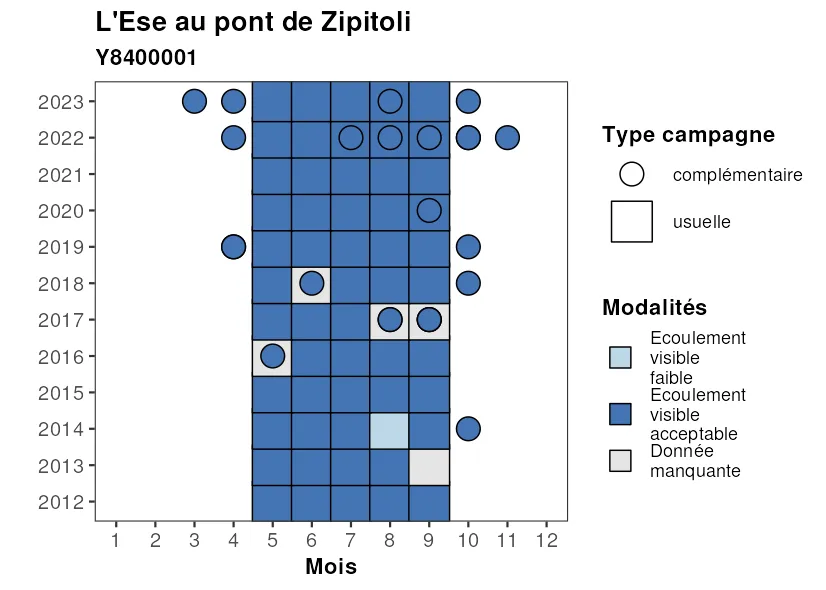 L'Ese au pont de Zipitoli
Y8400001
2023
2022
2021
2020
2019
2018
2017
2016
2015
2014
2013
2012
1 2 3 4 5 6 7 8 9 10 11 12
Mois
Type campagne
complémentaire
usuelle
Modalités
Ecoulement
visible
faible
Ecoulement
visible
acceptable
Donnée
manquante